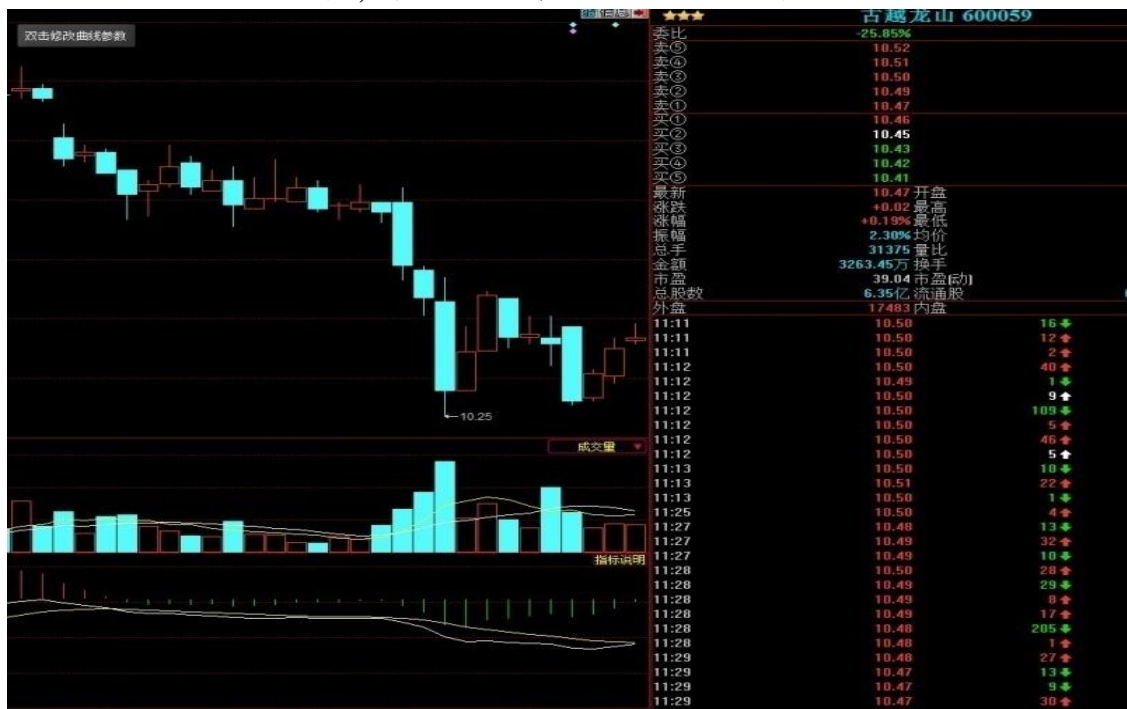 双击修改曲线参数
←10.25
成交量
指标说明
古越龙山 600059
委比 -25.85%
卖⑤ 10.52
卖④ 10.51
卖③ 10.50
卖② 10.49
卖① 10.47
买① 10.46
买② 10.45
买③ 10.43
买④ 10.42
买⑤ 10.41
最新 10.47 开盘
涨跌 +0.02 最高
涨幅 +0.19% 最低
振幅 2.30% 均价
总手 31375 量比
金额 3263.45万 换手
市盈 39.04 市盈(动)
总股数 6.35亿 流通股
外盘 17483 内盘
11:11 10.50 16
11:11 10.50 12
11:11 10.50 2
11:12 10.50 40
11:12 10.49 1
11:12 10.50 9
11:12 10.50 109
11:12 10.50 5
11:12 10.50 46
11:12 10.50 5
11:13 10.50 10
11:13 10.51 22
11:13 10.50 1
11:25 10.50 4
11:27 10.48 13
11:27 10.49 32
11:27 10.49 10
11:28 10.50 28
11:28 10.49 29
11:28 10.49 8
11:28 10.49 17
11:28 10.48 205
11:28 10.48 1
11:29 10.48 27
11:29 10.47 13
11:29 10.47 9
11:29 10.47 30